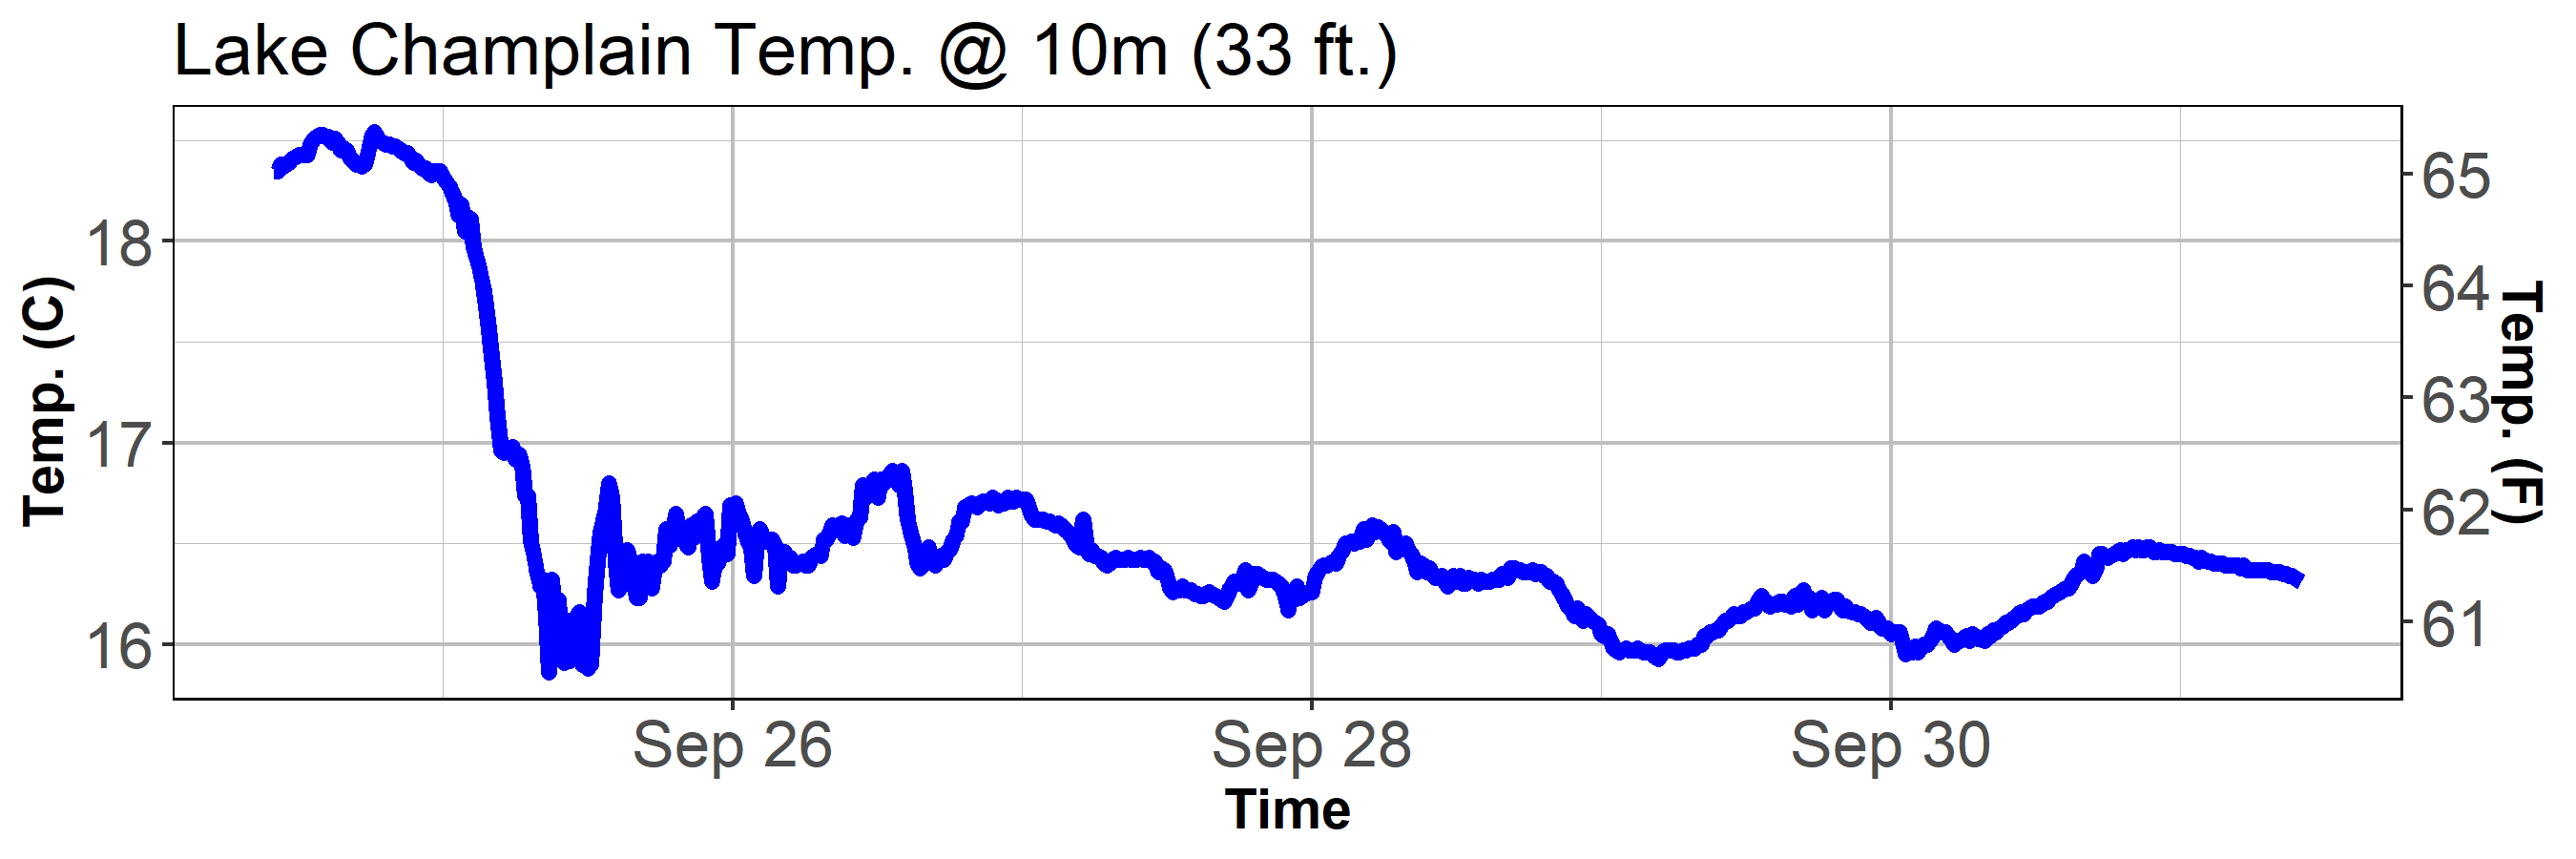 Lake Champlain Temp. @ 10m (33 ft.)
Temp. (C)
18
17
16
65
64
63
62
61
Temp. (F)
Sep 26
Sep 28
Sep 30
Time